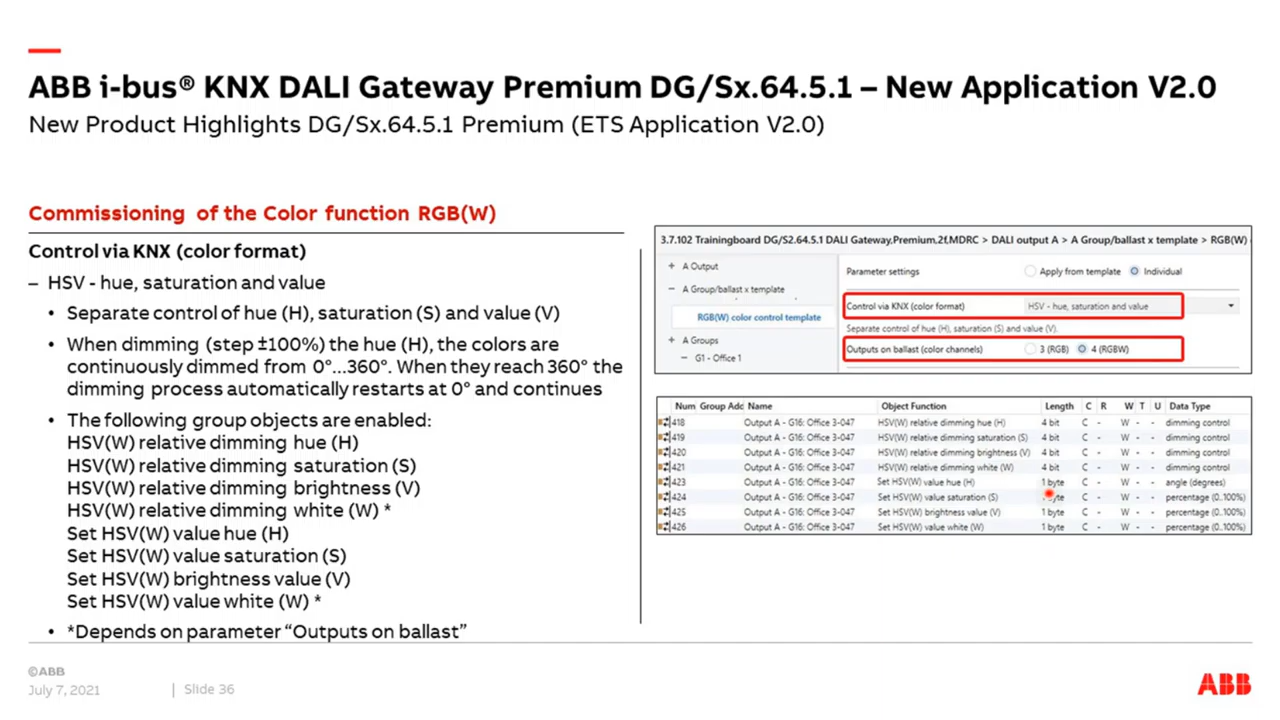 ABB i-bus® KNX DALI Gateway Premium DG/Sx.64.5.1 – New Application V2.0
New Product Highlights DG/Sx.64.5.1 Premium (ETS Application V2.0)
Commissioning of the Color function RGB(W)
Control via KNX (color format)
– HSV - hue, saturation and value
• Separate control of hue (H), saturation (S) and value (V)
• When dimming (step ±100%) the hue (H), the colors are
continuously dimmed from 0°...360°. When they reach 360° the
dimming process automatically restarts at 0° and continues
• The following group objects are enabled:
HSV(W) relative dimming hue (H)
HSV(W) relative dimming saturation (S)
HSV(W) relative dimming brightness (V)
HSV(W) relative dimming white (W) *
Set HSV(W) value hue (H)
Set HSV(W) value saturation (S)
Set HSV(W) brightness value (V)
Set HSV(W) value white (W) *
• *Depends on parameter “Outputs on ballast”
3.7.102 Trainingboard DG/S2.64.5.1 DALI Gateway,Premium,2f,MDRC > DALI output A > A Group/ballast x template > RGB(W)
+ A Output
− A Group/ballast x template
RGB(W) color control template
+ A Groups
− G1 - Office 1
Parameter settings Apply from template Individual
Control via KNX (color format) HSV - hue, saturation and value
Separate control of hue (H), saturation (S) and value (V).
Outputs on ballast (color channels) 3 (RGB) 4 (RGBW)
Num Group Adc Name Object Function Length C R W T U Data Type
418 Output A - G16: Office 3-047 HSV(W) relative dimming hue (H) 4 bit C - W - - dimming control
419 Output A - G16: Office 3-047 HSV(W) relative dimming saturation (S) 4 bit C - W - - dimming control
420 Output A - G16: Office 3-047 HSV(W) relative dimming brightness (V) 4 bit C - W - - dimming control
421 Output A - G16: Office 3-047 HSV(W) relative dimming white (W) 4 bit C - W - - dimming control
423 Output A - G16: Office 3-047 Set HSV(W) value hue (H) 1 byte C - W - - angle (degrees)
424 Output A - G16: Office 3-047 Set HSV(W) value saturation (S) 1 byte C - W - - percentage (0..100%)
425 Output A - G16: Office 3-047 Set HSV(W) brightness value (V) 1 byte C - W - - percentage (0..100%)
426 Output A - G16: Office 3-047 Set HSV(W) value white (W) 1 byte C - W - - percentage (0..100%)
©ABB
July 7, 2021 | Slide 36
ABB